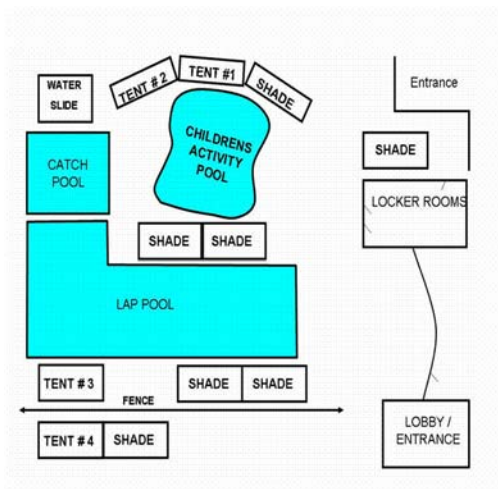 TENT # 2
TENT #1
SHADE
Entrance
WATER
SLIDE
CHILDRENS
ACTIVITY
POOL
CATCH
POOL
SHADE
LOCKER ROOMS
SHADE
SHADE
LAP POOL
TENT # 3
SHADE
SHADE
FENCE
TENT # 4
SHADE
LOBBY /
ENTRANCE